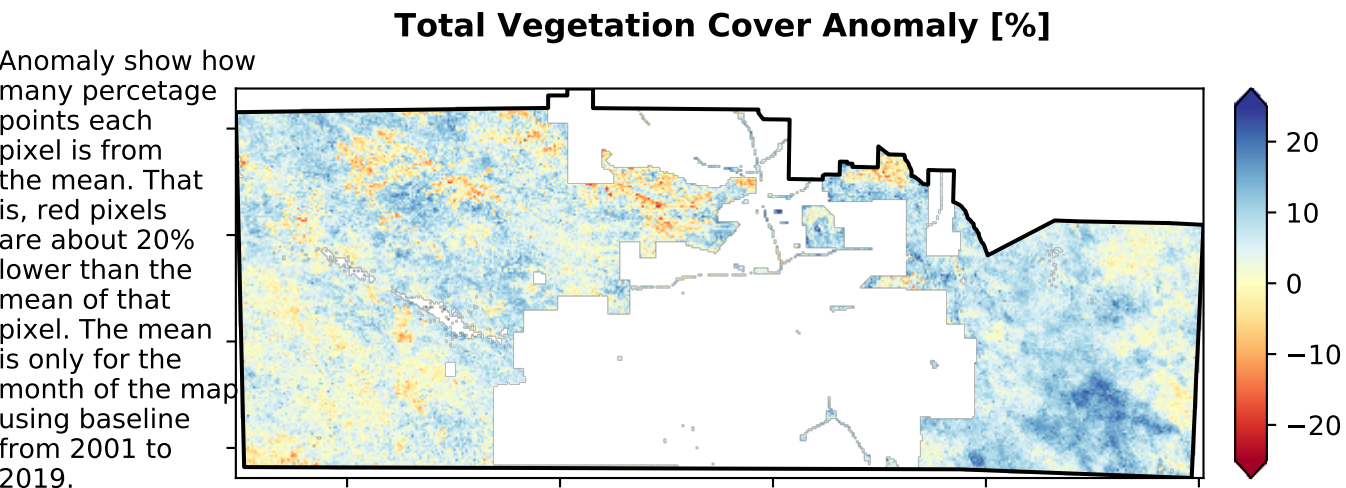 Total Vegetation Cover Anomaly [%]
Anomaly show how
many percetage
points each
pixel is from
the mean. That
is, red pixels
are about 20%
lower than the
mean of that
pixel. The mean
is only for the
month of the map
using baseline
from 2001 to
2019.
20
10
0
−10
−20